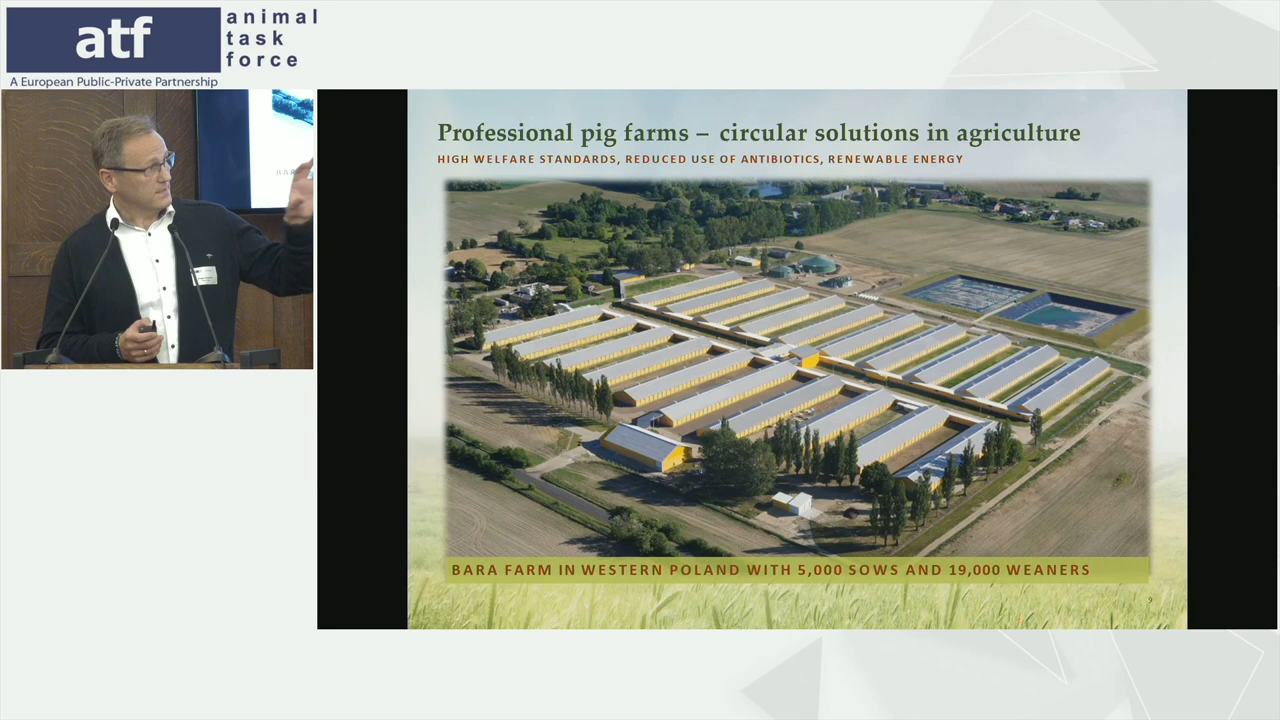 atf
animal
task
force
A European Public-Private Partnership
Professional pig farms – circular solutions in agriculture
HIGH WELFARE STANDARDS, REDUCED USE OF ANTIBIOTICS, RENEWABLE ENERGY
BARA FARM IN WESTERN POLAND WITH 5,000 SOWS AND 19,000 WEANERS
9